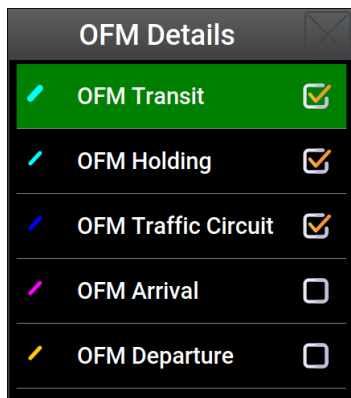 OFM Details
OFM Transit
OFM Holding
OFM Traffic Circuit
OFM Arrival
OFM Departure